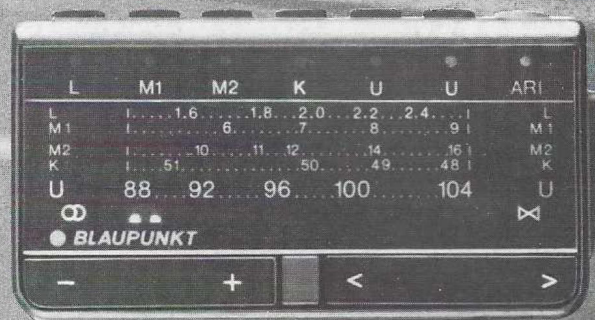 L M1 M2 K U U ARI
L 1.6 1.8 2.0 2.2 2.4 L
M1 6 7 8 9 M1
M2 10 11 12 14 16 M2
K 51 50 49 48 K
U 88 92 96 100 104 U
BLAUPUNKT
- + < >